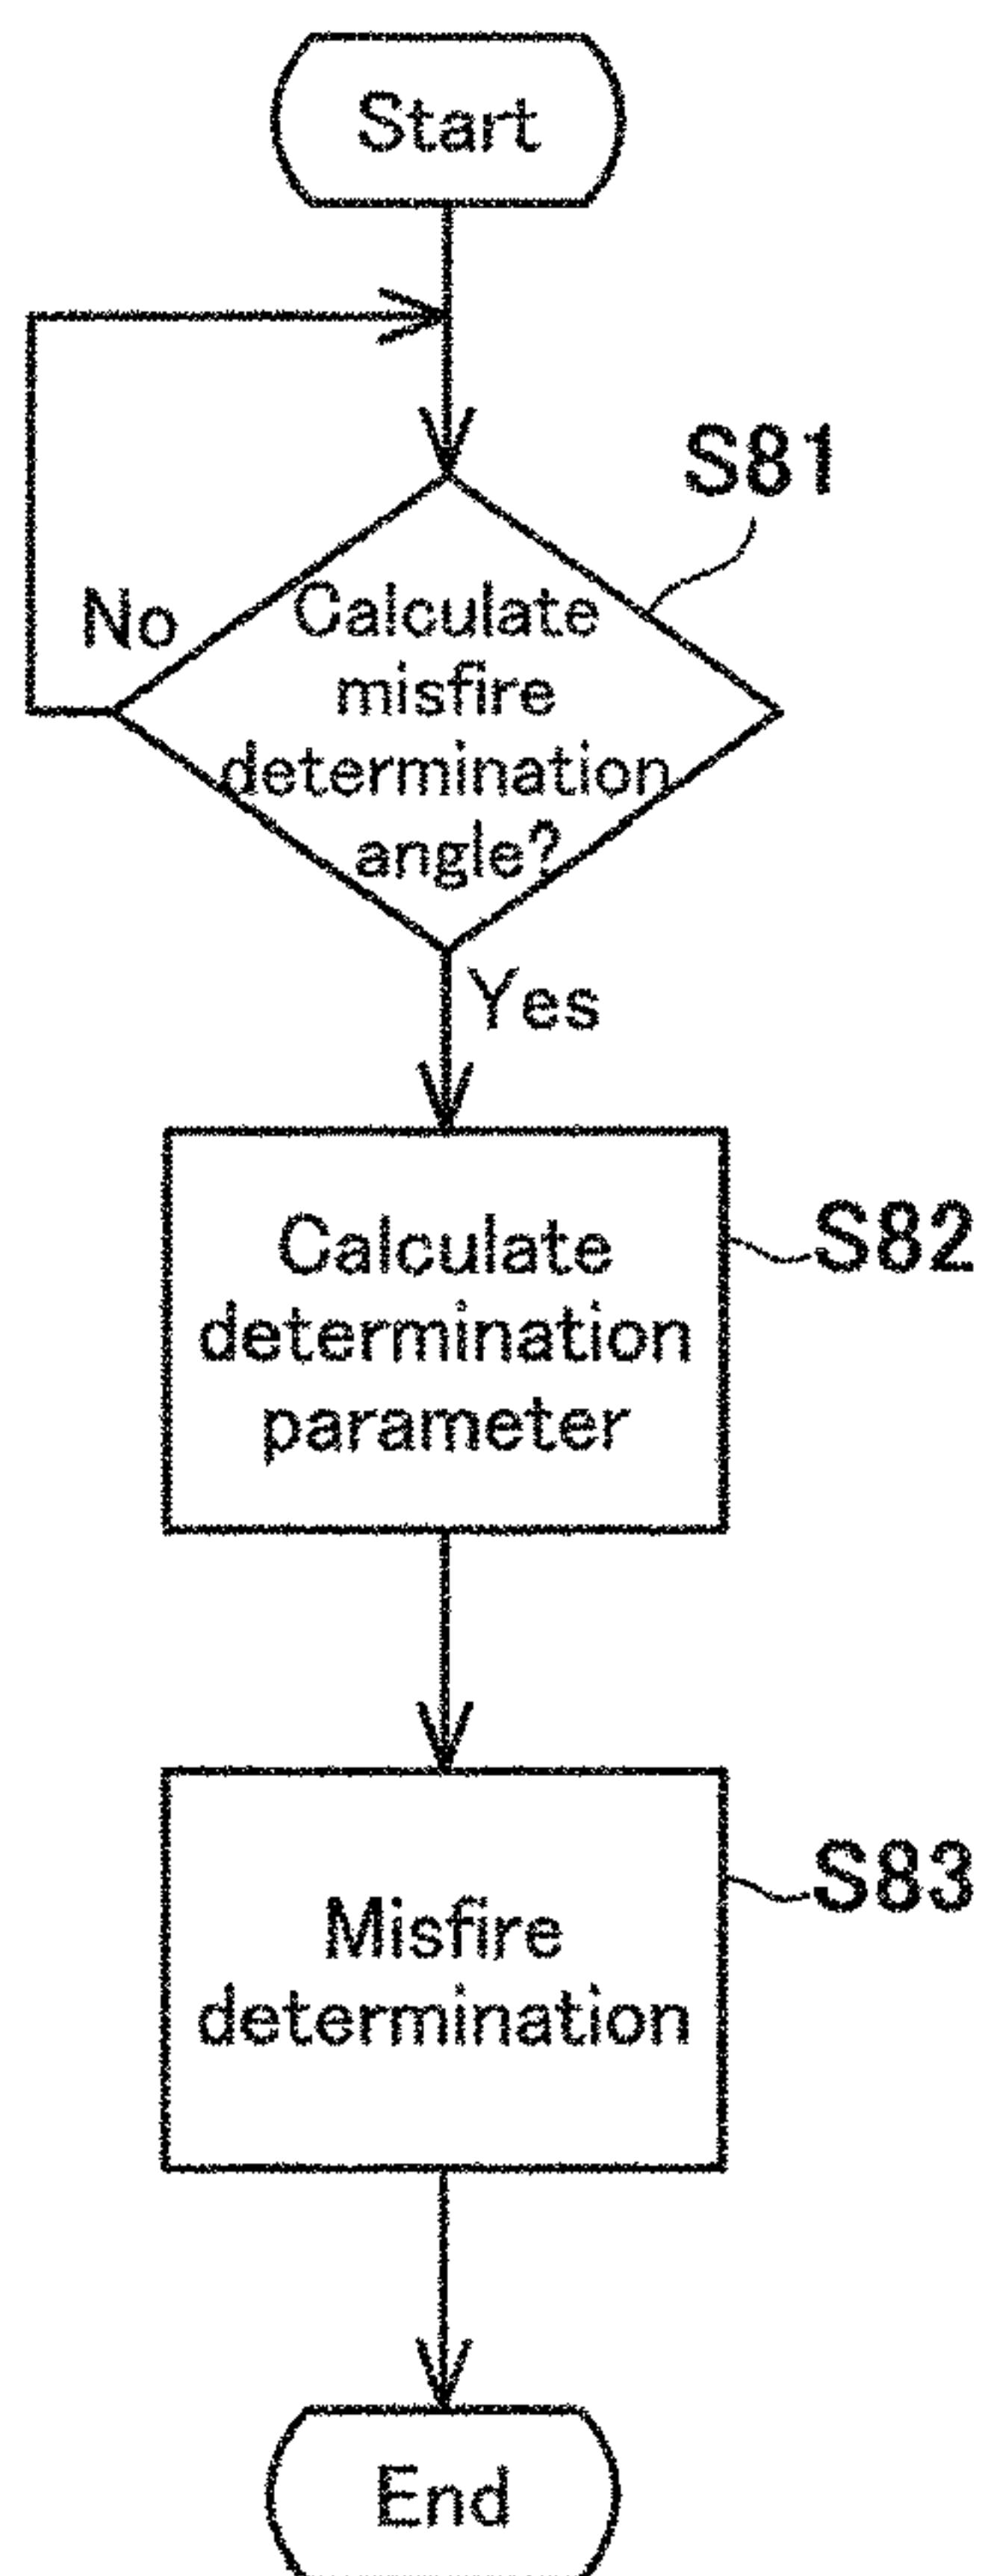 Start
S81
No
Calculate
misfire
determination
angle?
Yes
Calculate
determination
parameter
S82
Misfire
determination
S83
End